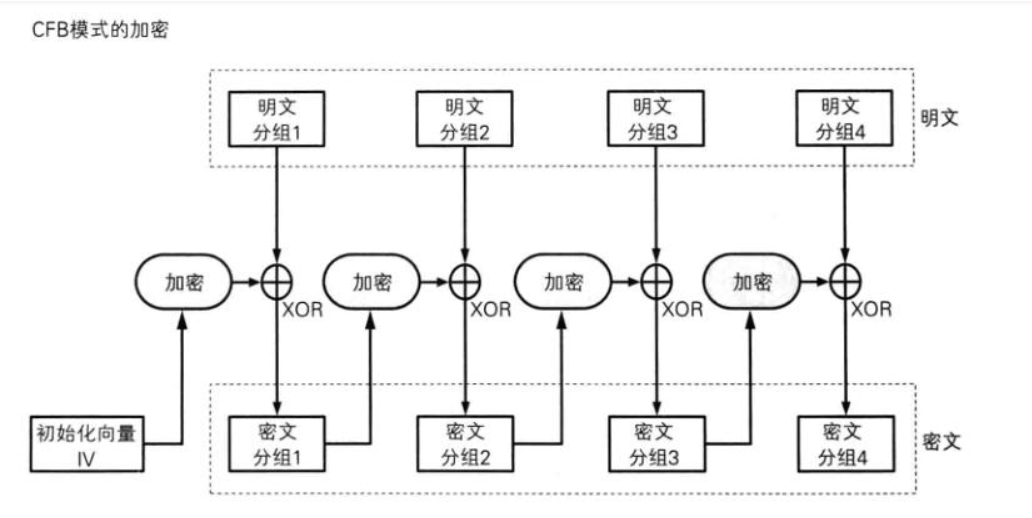 CFB模式的加密
明文
分组1
明文
分组2
明文
分组3
明文
分组4
明文
加密
加密
加密
加密
XOR
XOR
XOR
XOR
初始化向量
IV
密文
分组1
密文
分组2
密文
分组3
密文
分组4
密文